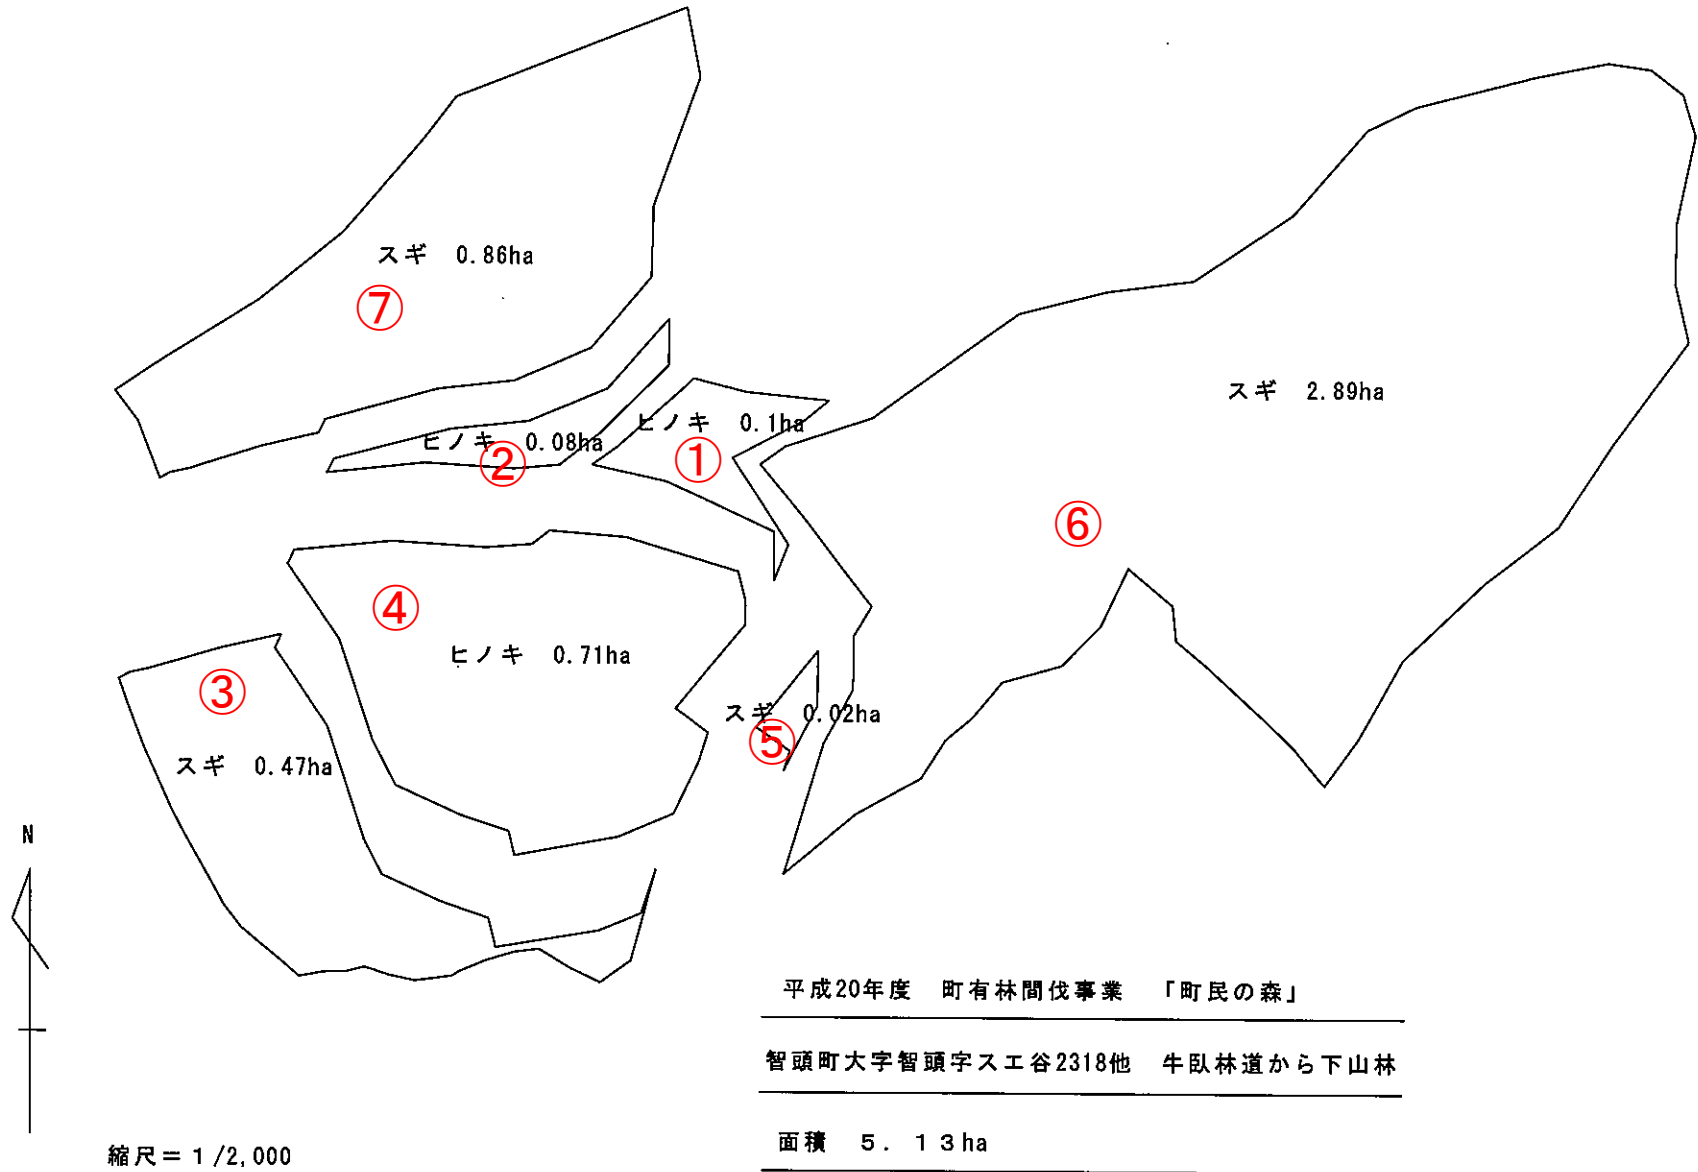 スギ 0.86ha
⑦
スギ 2.89ha
ヒノキ 0.1ha
ヒノキ 0.08ha
①
②
⑥
④
ヒノキ 0.71ha
③
スギ 0.02ha
⑤
スギ 0.47ha
N
平成20年度 町有林間伐事業 「町民の森」
智頭町大字智頭字スエ谷2318他 牛臥林道から下山林
面積 5.13ha
縮尺=1/2,000